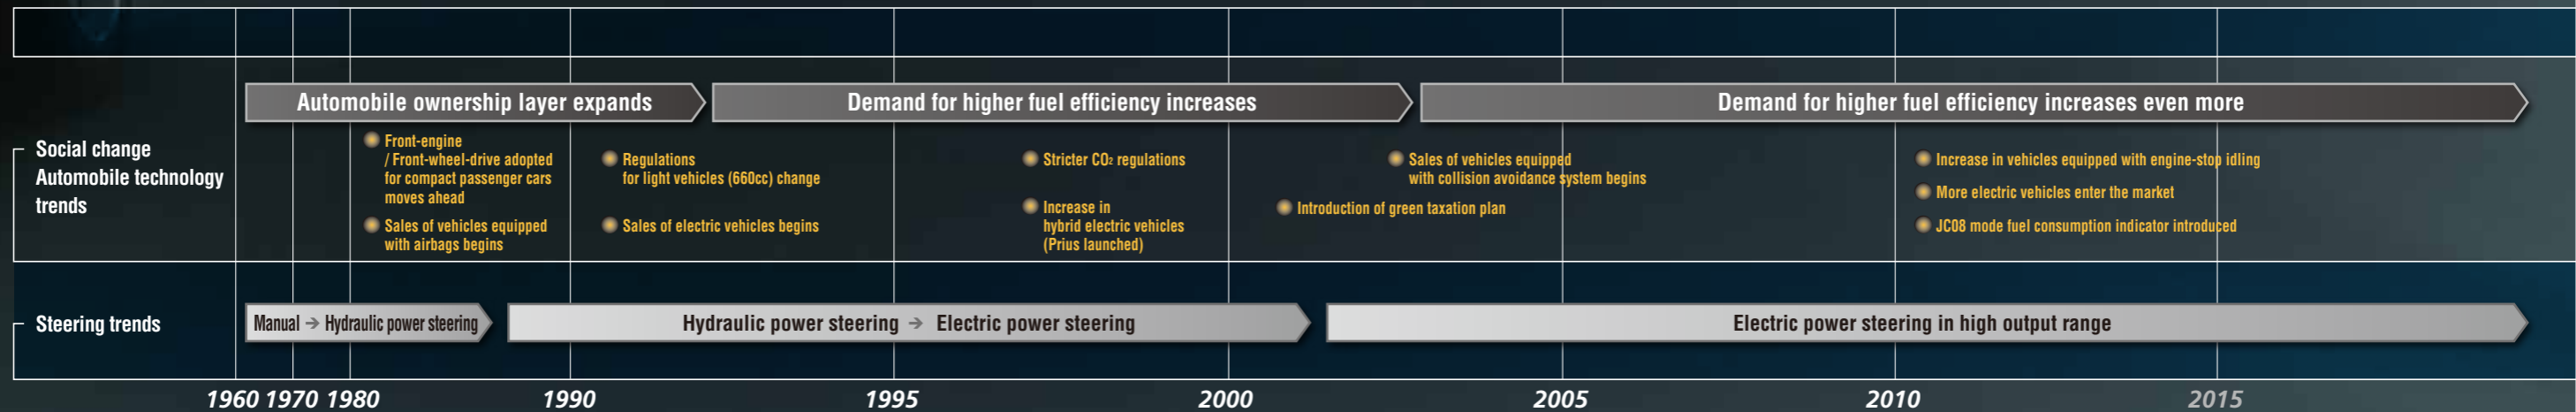 Automobile ownership layer expands
Demand for higher fuel efficiency increases
Demand for higher fuel efficiency increases even more
Social change
Automobile technology
trends
Front-engine
/ Front-wheel-drive adopted
for compact passenger cars
moves ahead
Sales of vehicles equipped
with airbags begins
Regulations
for light vehicles (660cc) change
Sales of electric vehicles begins
Stricter CO2 regulations
Increase in
hybrid electric vehicles
(Prius launched)
Sales of vehicles equipped
with collision avoidance system begins
Introduction of green taxation plan
Increase in vehicles equipped with engine-stop idling
More electric vehicles enter the market
JC08 mode fuel consumption indicator introduced
Steering trends
Manual → Hydraulic power steering
Hydraulic power steering → Electric power steering
Electric power steering in high output range
1960 1970 1980 1990 1995 2000 2005 2010 2015